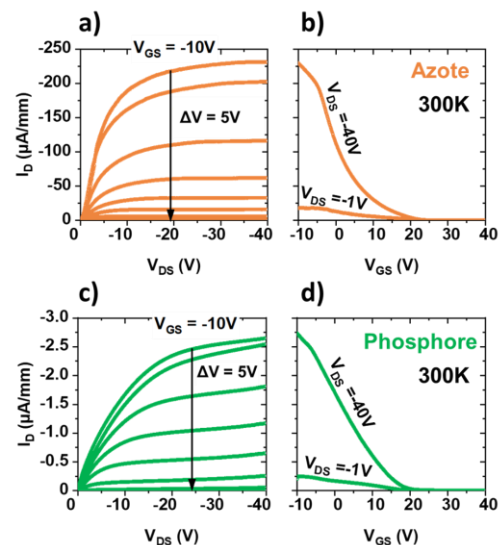 a)
b)
-250
-200
-150
-100
-50
0
I_D (µA/mm)
V_GS = -10V
ΔV = 5V
0
-10
-20
-30
-40
V_DS (V)
Azote
300K
V_DS =-40V
V_DS =-1V
-10
0
10
20
30
40
V_GS (V)
c)
d)
-3.0
-2.5
-2.0
-1.5
-1.0
-0.5
0
I_D (µA/mm)
V_GS = -10V
ΔV = 5V
0
-10
-20
-30
-40
V_DS (V)
Phosphore
300K
V_DS =-40V
V_DS =-1V
-10
0
10
20
30
40
V_GS (V)